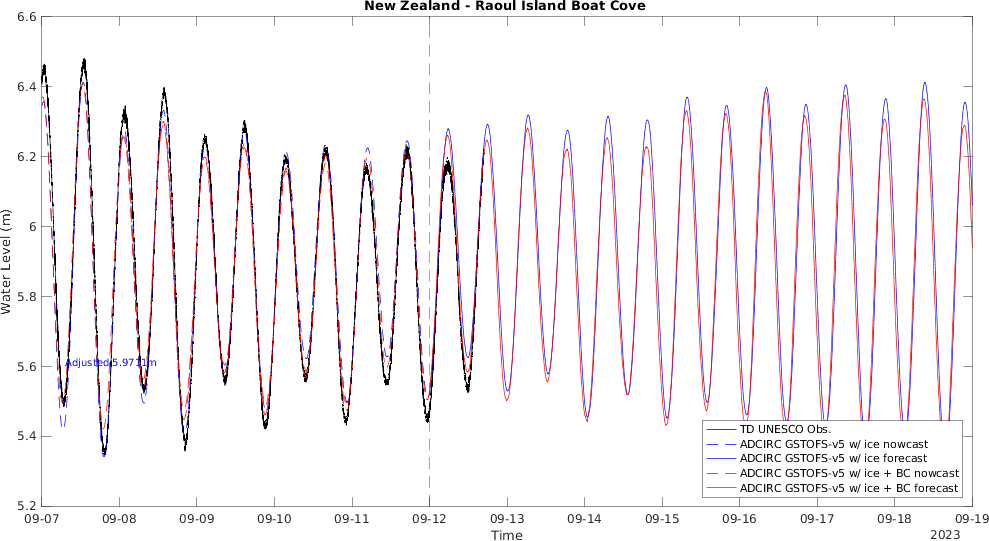 New Zealand - Raoul Island Boat Cove
6.6
6.4
6.2
6
5.8
5.6
5.4
5.2
Water Level (m)
Adjusted 5.9711m
TD UNESCO Obs.
ADCIRC GSTOFS-v5 w/ ice nowcast
ADCIRC GSTOFS-v5 w/ ice forecast
ADCIRC GSTOFS-v5 w/ ice + BC nowcast
ADCIRC GSTOFS-v5 w/ ice + BC forecast
09-07 09-08 09-09 09-10 09-11 09-12 09-13 09-14 09-15 09-16 09-17 09-18 09-19
Time
2023